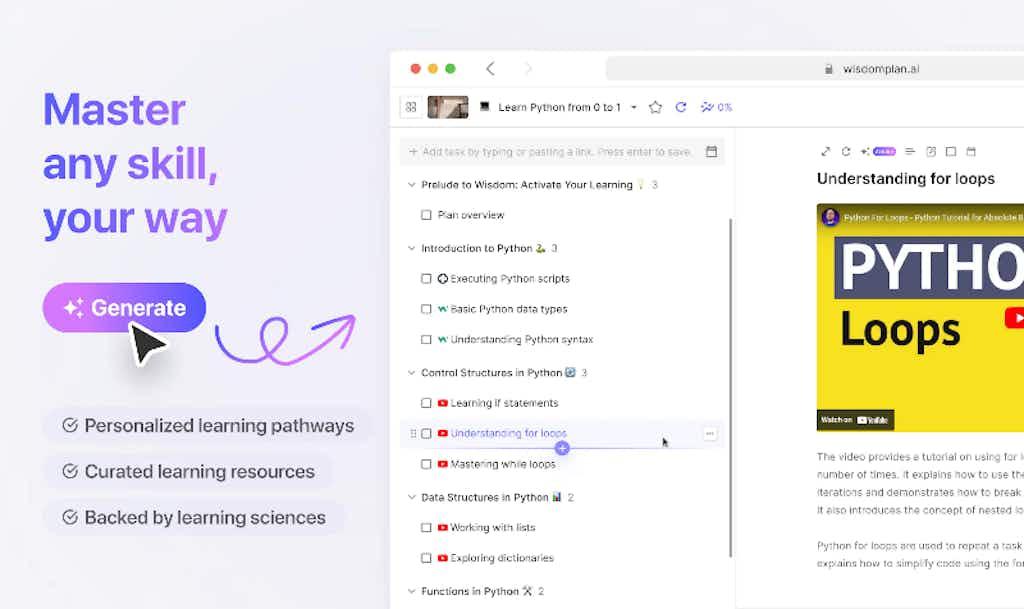 Master
any skill,
your way
Generate
Personalized learning pathways
Curated learning resources
Backed by learning sciences
wisdomplan.ai
Learn Python from 0 to 1
0%
+ Add task by typing or pasting a link. Press enter to save.
Prelude to Wisdom: Activate Your Learning 3
Plan overview
Introduction to Python 3
Executing Python scripts
Basic Python data types
Understanding Python syntax
Control Structures in Python 3
Learning if statements
Understanding for loops
Mastering while loops
Data Structures in Python 2
Working with lists
Exploring dictionaries
Functions in Python 2
Understanding for loops
Python For Loops - Python Tutorial for Absolute B
PYTHO
Loops
Watch on YouTube
The video provides a tutorial on using for l
number of times. It explains how to use the
iterations and demonstrates how to break
It also introduces the concept of nested lo
Python for loops are used to repeat a task
explains how to simplify code using the for